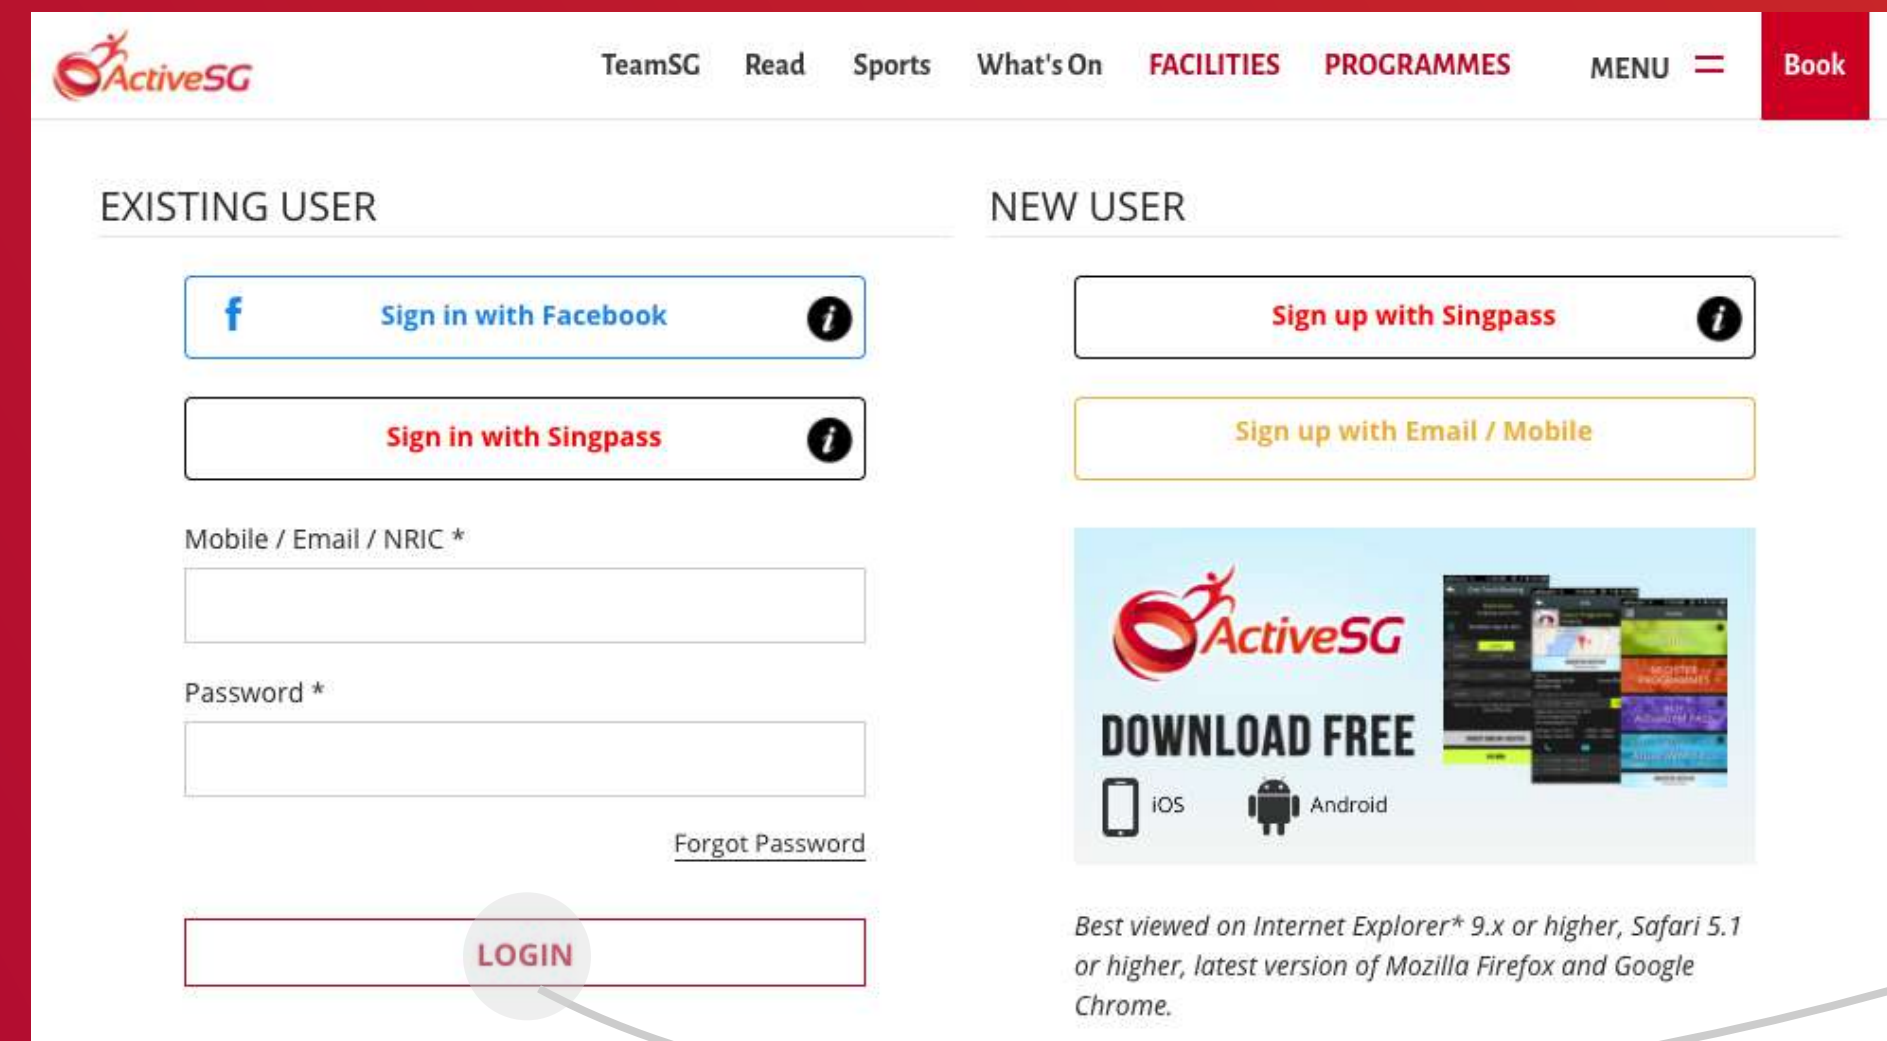 ActiveSG
TeamSG Read Sports What's On FACILITIES PROGRAMMES MENU Book
EXISTING USER
f Sign in with Facebook i
Sign in with Singpass i
Mobile / Email / NRIC *
Password *
Forgot Password
LOGIN
NEW USER
Sign up with Singpass i
Sign up with Email / Mobile
ActiveSG
DOWNLOAD FREE
iOS Android
REGISTER
PROGRAMMES
BUY
Best viewed on Internet Explorer* 9.x or higher, Safari 5.1
or higher, latest version of Mozilla Firefox and Google
Chrome.